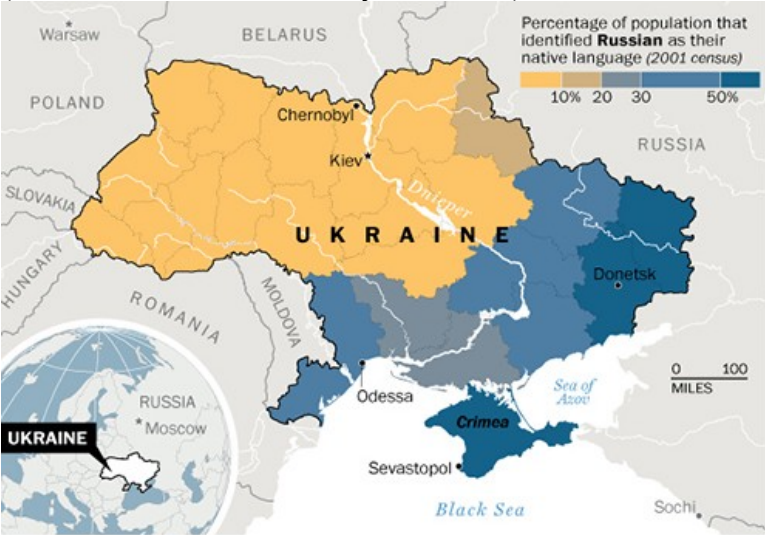 Percentage of population that
identified Russian as their
native language (2001 census)
10% 20 30 50%
Warsaw
BELARUS
POLAND
Chernobyl
RUSSIA
Kiev
SLOVAKIA
Dnieper
UKRAINE
HUNGARY
Donetsk
MOLDOVA
ROMANIA
0 100
MILES
Sea of
Azov
Odessa
RUSSIA
Crimea
Moscow
UKRAINE
Sevastopol
Black Sea
Sochi